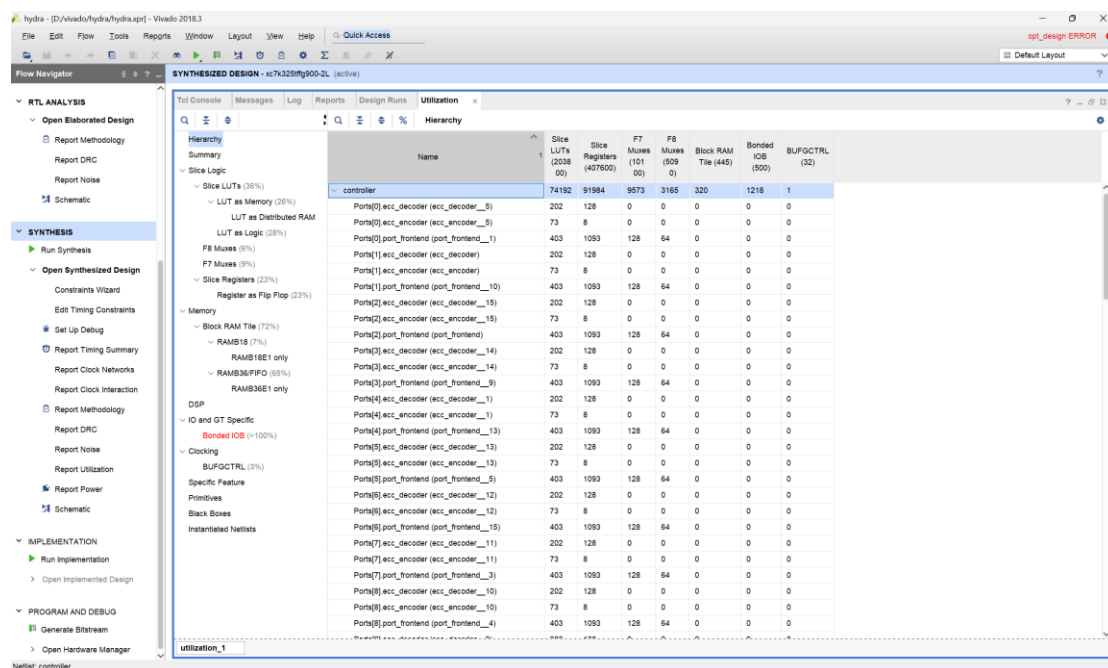 hydra - [D:/vivado/hydra/hydra.xpr] - Vivado 2018.3
File Edit Flow Tools Reports Window Layout View Help Quick Access
opt_design ERROR
Default Layout
Flow Navigator
SYNTHESIZED DESIGN - xc7k325tffg900-2L (active)
RTL ANALYSIS
Open Elaborated Design
Report Methodology
Report DRC
Report Noise
Schematic
SYNTHESIS
Run Synthesis
Open Synthesized Design
Constraints Wizard
Edit Timing Constraints
Set Up Debug
Report Timing Summary
Report Clock Networks
Report Clock Interaction
Report Methodology
Report DRC
Report Noise
Report Utilization
Report Power
Schematic
IMPLEMENTATION
Run Implementation
Open Implemented Design
PROGRAM AND DEBUG
Generate Bitstream
Open Hardware Manager
Tcl Console Messages Log Reports Design Runs Utilization
Hierarchy
Hierarchy
Summary
Slice Logic
Slice LUTs (36%)
LUT as Memory (26%)
LUT as Distributed RAM
LUT as Logic (28%)
F8 Muxes (6%)
F7 Muxes (9%)
Slice Registers (23%)
Register as Flip Flop (23%)
Memory
Block RAM Tile (72%)
RAMB18 (7%)
RAMB18E1 only
RAMB36/FIFO (65%)
RAMB36E1 only
DSP
IO and GT Specific
Bonded IOB (>100%)
Clocking
BUFGCTRL (3%)
Specific Feature
Primitives
Black Boxes
Instantiated Netlists
Name 1
Slice LUTs (203800)
Slice Registers (407600)
F7 Muxes (101900)
F8 Muxes (50950)
Block RAM Tile (445)
Bonded IOB (500)
BUFGCTRL (32)
controller 74192 91984 9573 3165 320 1218 1
Ports[0].ecc_decoder (ecc_decoder__5) 202 128 0 0 0 0 0
Ports[0].ecc_encoder (ecc_encoder__5) 73 8 0 0 0 0 0
Ports[0].port_frontend (port_frontend__1) 403 1093 128 64 0 0 0
Ports[1].ecc_decoder (ecc_decoder) 202 128 0 0 0 0 0
Ports[1].ecc_encoder (ecc_encoder) 73 8 0 0 0 0 0
Ports[1].port_frontend (port_frontend__10) 403 1093 128 64 0 0 0
Ports[2].ecc_decoder (ecc_decoder__15) 202 128 0 0 0 0 0
Ports[2].ecc_encoder (ecc_encoder__15) 73 8 0 0 0 0 0
Ports[2].port_frontend (port_frontend) 403 1093 128 64 0 0 0
Ports[3].ecc_decoder (ecc_decoder__14) 202 128 0 0 0 0 0
Ports[3].ecc_encoder (ecc_encoder__14) 73 8 0 0 0 0 0
Ports[3].port_frontend (port_frontend__9) 403 1093 128 64 0 0 0
Ports[4].ecc_decoder (ecc_decoder__1) 202 128 0 0 0 0 0
Ports[4].ecc_encoder (ecc_encoder__1) 73 8 0 0 0 0 0
Ports[4].port_frontend (port_frontend__13) 403 1093 128 64 0 0 0
Ports[5].ecc_decoder (ecc_decoder__13) 202 128 0 0 0 0 0
Ports[5].ecc_encoder (ecc_encoder__13) 73 8 0 0 0 0 0
Ports[5].port_frontend (port_frontend__5) 403 1093 128 64 0 0 0
Ports[6].ecc_decoder (ecc_decoder__12) 202 128 0 0 0 0 0
Ports[6].ecc_encoder (ecc_encoder__12) 73 8 0 0 0 0 0
Ports[6].port_frontend (port_frontend__15) 403 1093 128 64 0 0 0
Ports[7].ecc_decoder (ecc_decoder__11) 202 128 0 0 0 0 0
Ports[7].ecc_encoder (ecc_encoder__11) 73 8 0 0 0 0 0
Ports[7].port_frontend (port_frontend__3) 403 1093 128 64 0 0 0
Ports[8].ecc_decoder (ecc_decoder__10) 202 128 0 0 0 0 0
Ports[8].ecc_encoder (ecc_encoder__10) 73 8 0 0 0 0 0
Ports[8].port_frontend (port_frontend__4) 403 1093 128 64 0 0 0
utilization_1
Netlist: controller